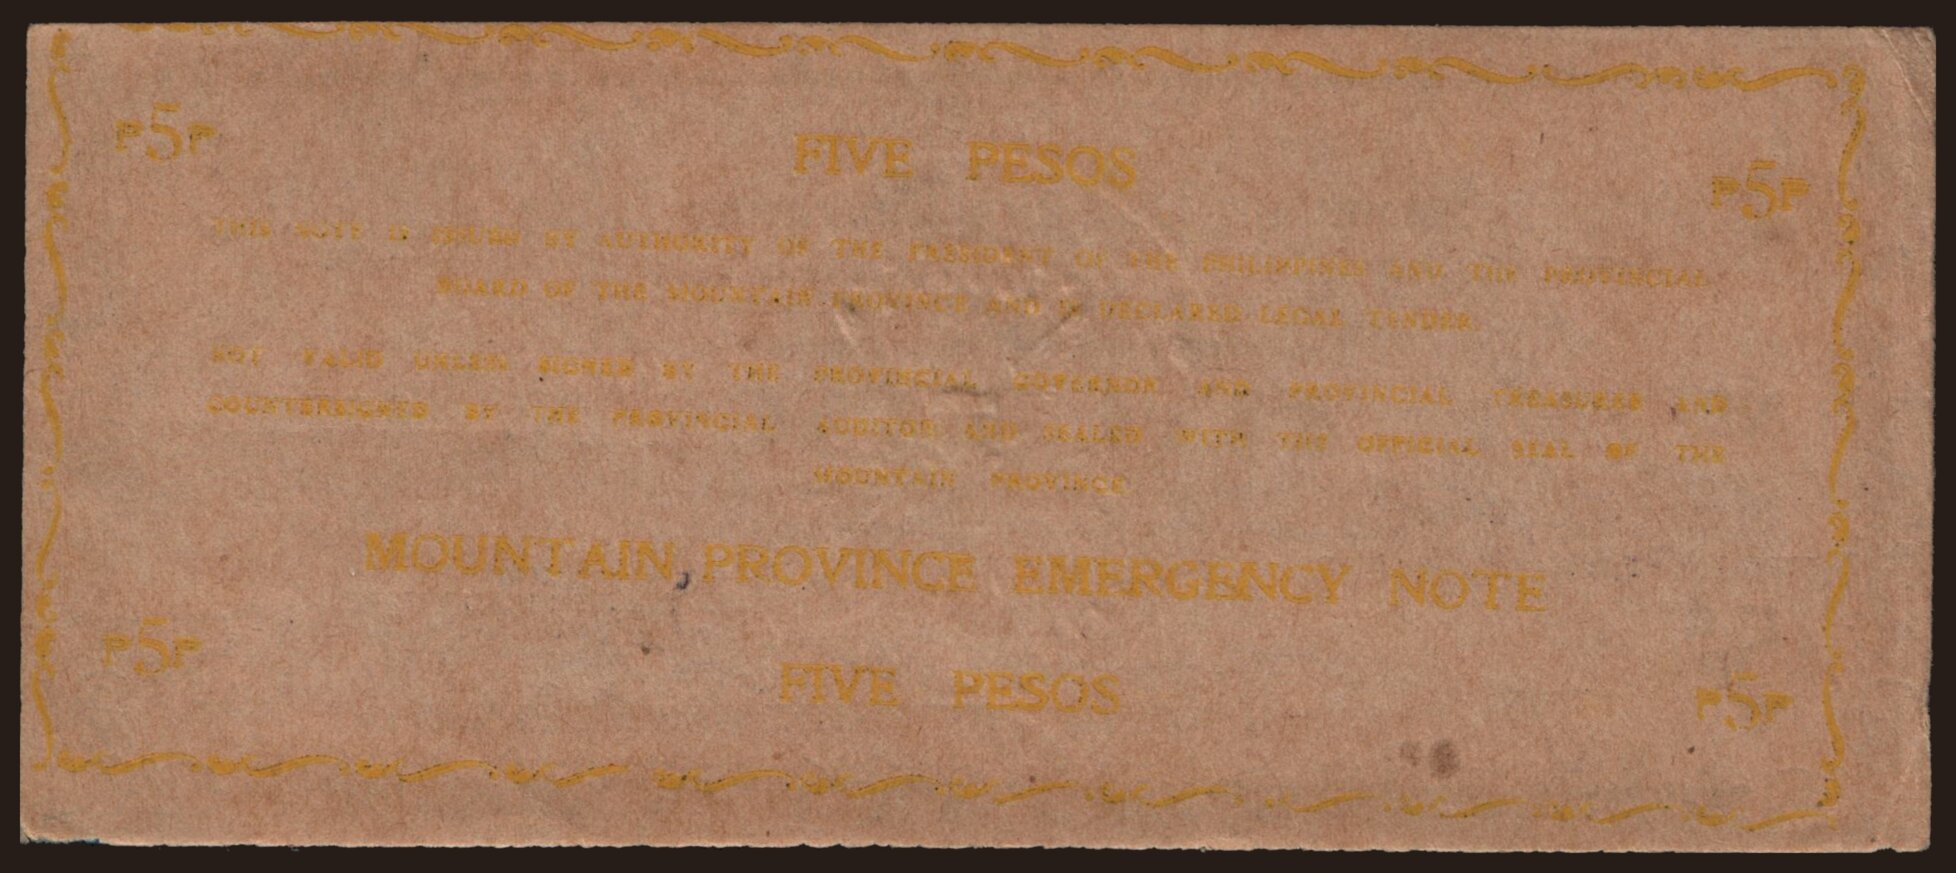 ₱5₱
FIVE PESOS
₱5₱
THIS NOTE IS ISSUED BY AUTHORITY OF THE PRESIDENT OF THE PHILIPPINES AND THE PROVINCIAL
BOARD OF THE MOUNTAIN PROVINCE AND IS DECLARED LEGAL TENDER
NOT VALID UNLESS SIGNED BY THE PROVINCIAL GOVERNOR AND PROVINCIAL TREASURER AND
COUNTERSIGNED BY THE PROVINCIAL AUDITOR AND SEALED WITH THE OFFICIAL SEAL OF THE
MOUNTAIN PROVINCE
MOUNTAIN PROVINCE EMERGENCY NOTE
₱5₱
FIVE PESOS
₱5₱